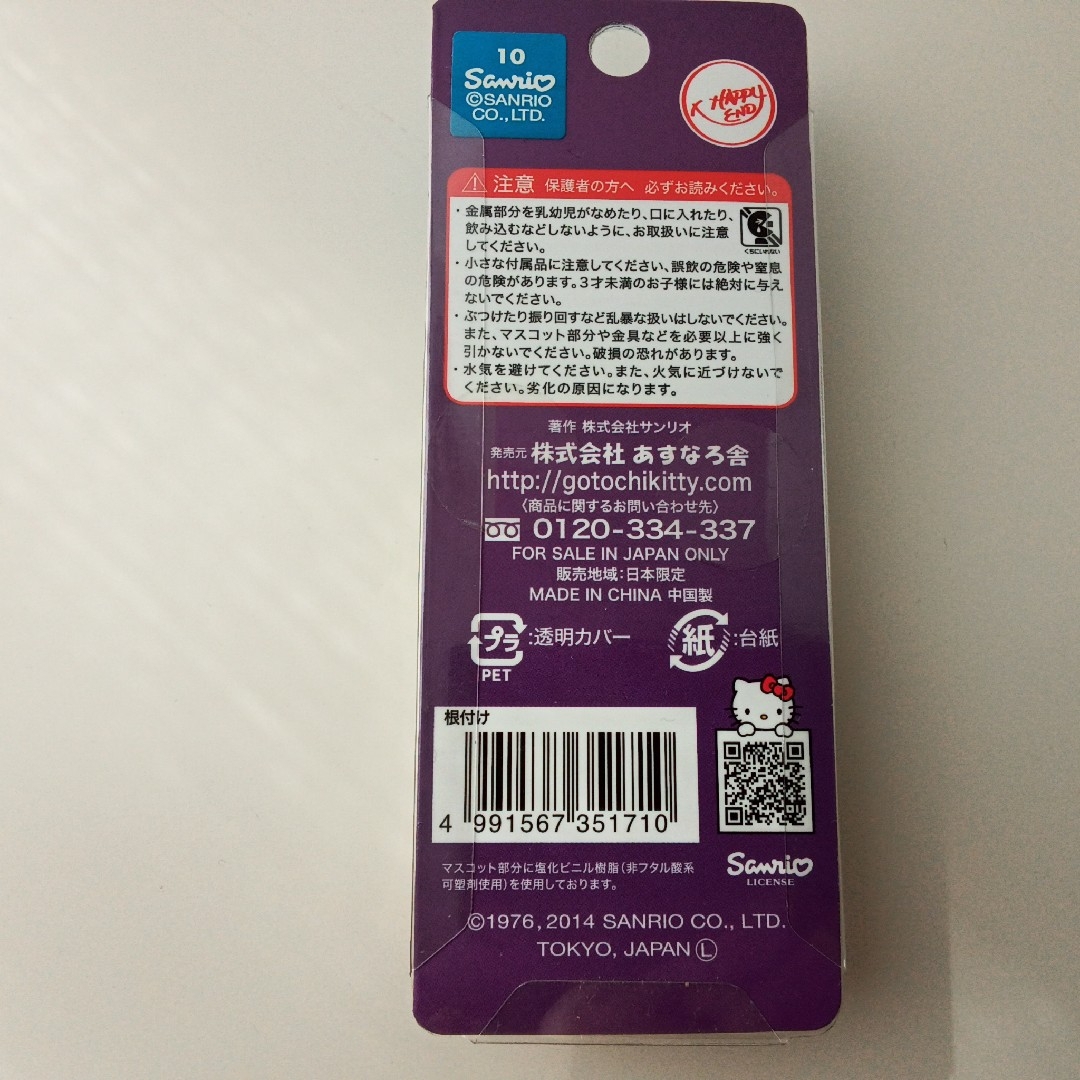 10
Sanrio
©SANRIO
CO.,LTD.
K HAPPY
END
注意 保護者の方へ 必ずお読みください。
・金属部分を乳幼児がなめたり、口に入れたり、
飲み込むなどしないように、お取扱いに注意
してください。
くちにいれない
・小さな付属品に注意してください、誤飲の危険や窒息
の危険があります。3才未満のお子様には絶対に与え
ないでください。
・ぶつけたり振り回すなど乱暴な扱いはしないでください。
また、マスコット部分や金具などを必要以上に強く
引かないでください。破損の恐れがあります。
・水気を避けてください。また、火気に近づけないで
ください。劣化の原因になります。
著作 株式会社サンリオ
発売元 株式会社 あすなろ舎
http://gotochikitty.com
〈商品に関するお問い合わせ先〉
0120-334-337
FOR SALE IN JAPAN ONLY
販売地域:日本限定
MADE IN CHINA 中国製
プラ:透明カバー
PET
紙:台紙
根付け
4 991567 351710
Sanrio
LICENSE
マスコット部分に塩化ビニル樹脂(非フタル酸系
可塑剤使用)を使用しております。
©1976, 2014 SANRIO CO., LTD.
TOKYO, JAPAN Ⓛ